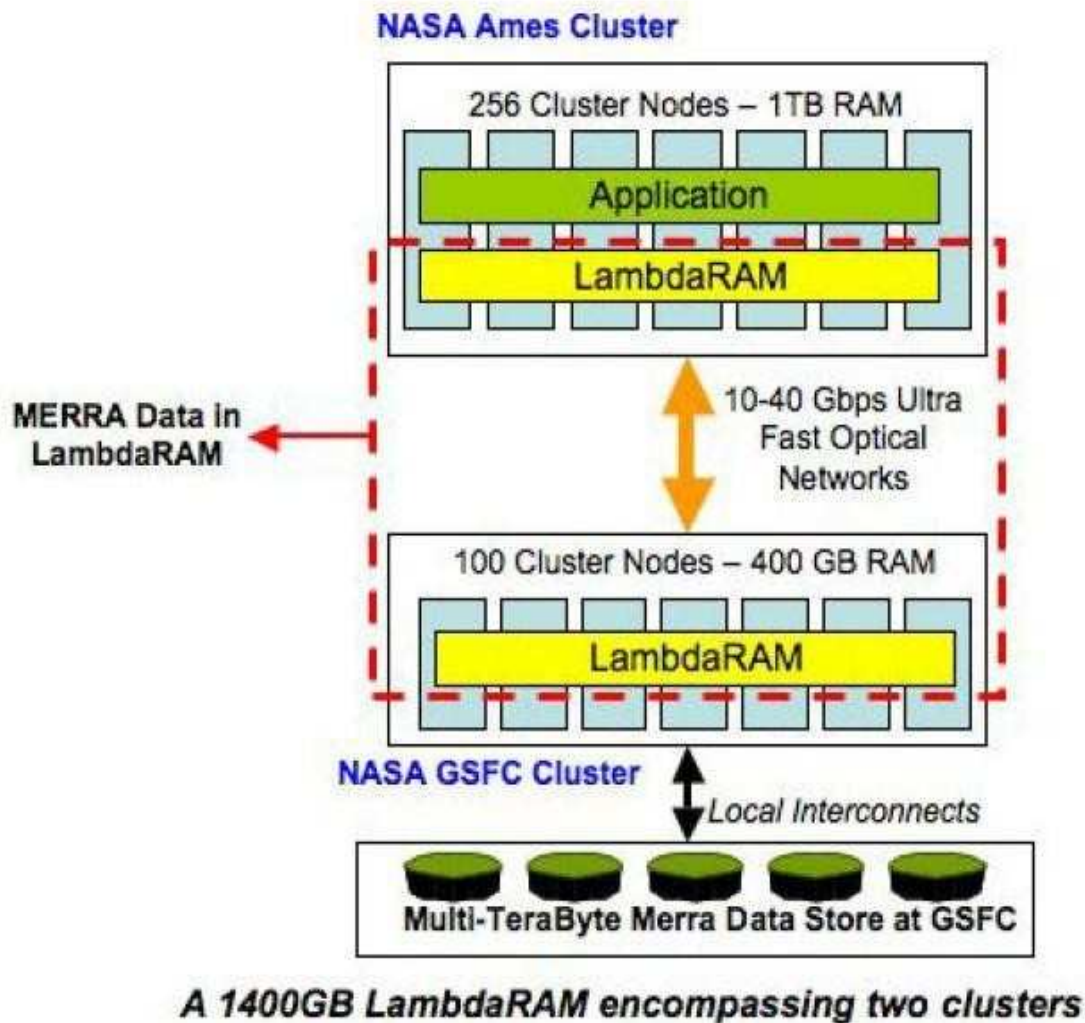 NASA Ames Cluster
256 Cluster Nodes – 1TB RAM
Application
LambdaRAM
MERRA Data in
LambdaRAM
10-40 Gbps Ultra
Fast Optical
Networks
100 Cluster Nodes – 400 GB RAM
LambdaRAM
NASA GSFC Cluster
Local Interconnects
Multi-TeraByte Merra Data Store at GSFC
A 1400GB LambdaRAM encompassing two clusters